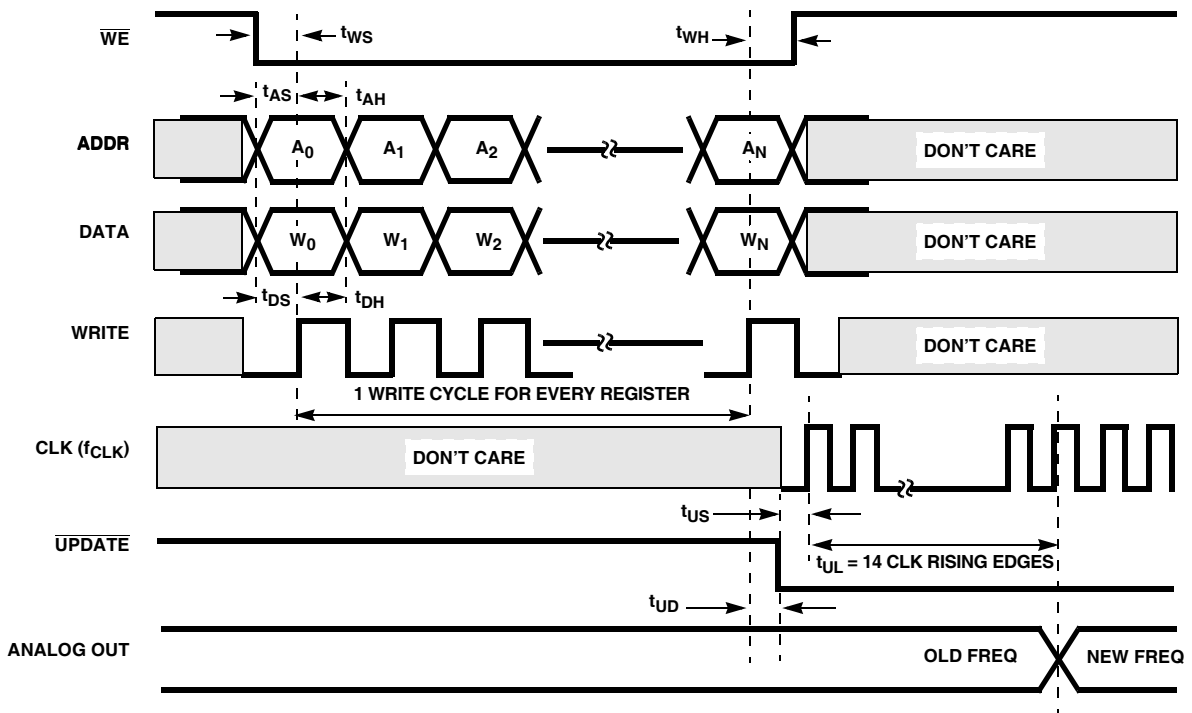 WE
tWS
tWH
tAS
tAH
ADDR
A0
A1
A2
AN
DON'T CARE
DATA
W0
W1
W2
WN
DON'T CARE
tDS
tDH
WRITE
DON'T CARE
1 WRITE CYCLE FOR EVERY REGISTER
CLK (fCLK)
DON'T CARE
tUS
UPDATE
tUL = 14 CLK RISING EDGES
tUD
ANALOG OUT
OLD FREQ
NEW FREQ